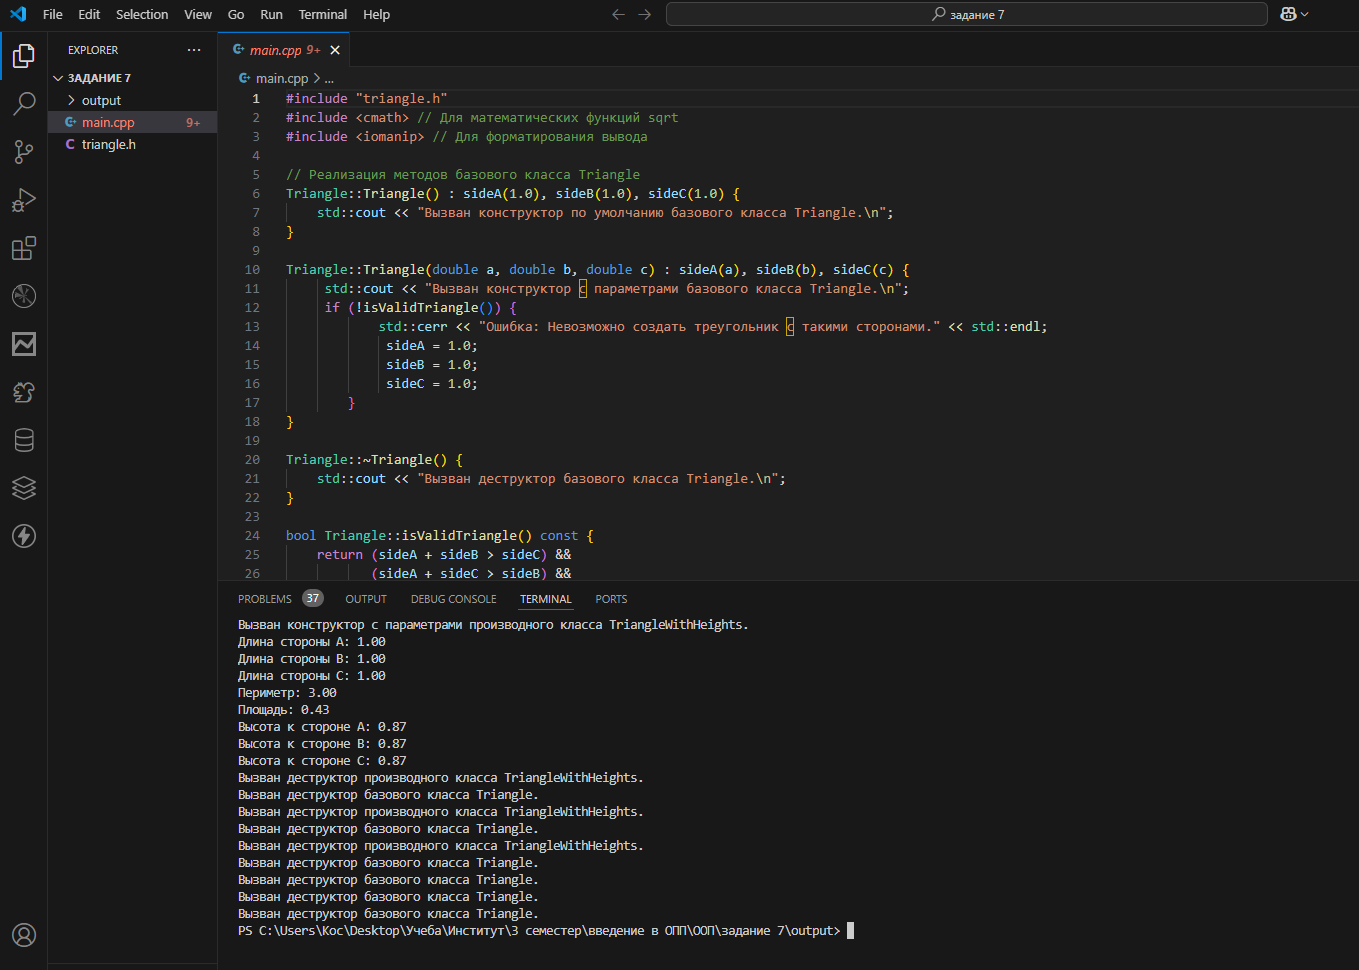 File Edit Selection View Go Run Terminal Help
задание 7
EXPLORER
ЗАДАНИЕ 7
output
main.cpp 9+
triangle.h
main.cpp 9+
main.cpp > ...
1 #include "triangle.h"
2 #include <cmath> // Для математических функций sqrt
3 #include <iomanip> // Для форматирования вывода
4
5 // Реализация методов базового класса Triangle
6 Triangle::Triangle() : sideA(1.0), sideB(1.0), sideC(1.0) {
7 std::cout << "Вызван конструктор по умолчанию базового класса Triangle.\n";
8 }
9
10 Triangle::Triangle(double a, double b, double c) : sideA(a), sideB(b), sideC(c) {
11 std::cout << "Вызван конструктор с параметрами базового класса Triangle.\n";
12 if (!isValidTriangle()) {
13 std::cerr << "Ошибка: Невозможно создать треугольник с такими сторонами." << std::endl;
14 sideA = 1.0;
15 sideB = 1.0;
16 sideC = 1.0;
17 }
18 }
19
20 Triangle::~Triangle() {
21 std::cout << "Вызван деструктор базового класса Triangle.\n";
22 }
23
24 bool Triangle::isValidTriangle() const {
25 return (sideA + sideB > sideC) &&
26 (sideA + sideC > sideB) &&
PROBLEMS 37 OUTPUT DEBUG CONSOLE TERMINAL PORTS
Вызван конструктор с параметрами производного класса TriangleWithHeights.
Длина стороны A: 1.00
Длина стороны B: 1.00
Длина стороны C: 1.00
Периметр: 3.00
Площадь: 0.43
Высота к стороне A: 0.87
Высота к стороне B: 0.87
Высота к стороне C: 0.87
Вызван деструктор производного класса TriangleWithHeights.
Вызван деструктор базового класса Triangle.
Вызван деструктор производного класса TriangleWithHeights.
Вызван деструктор базового класса Triangle.
Вызван деструктор производного класса TriangleWithHeights.
Вызван деструктор базового класса Triangle.
Вызван деструктор базового класса Triangle.
Вызван деструктор базового класса Triangle.
Вызван деструктор базового класса Triangle.
PS C:\Users\Koc\Desktop\Учеба\Институт\3 семестр\введение в ОПП\ООП\задание 7\output>